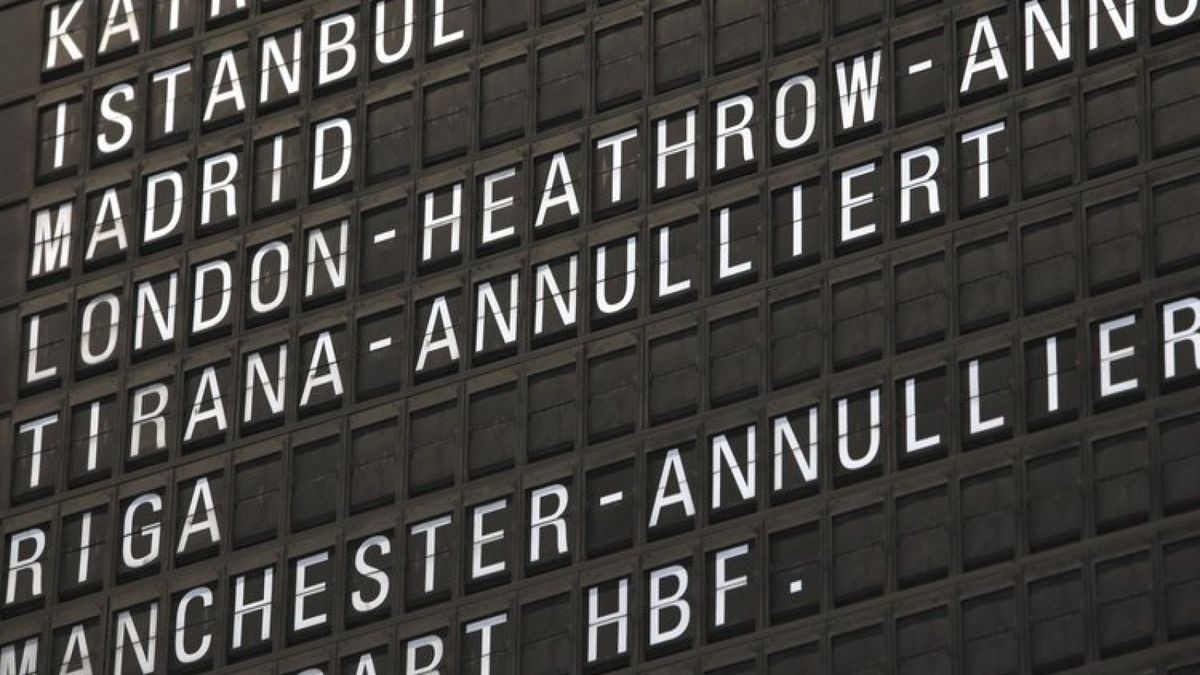 ISTANBUL
MADRID
LONDON-HEATHROW-ANNU
TIRANA-ANNULLIERT
RIGA
MANCHESTER-ANNULLIER
HBF.